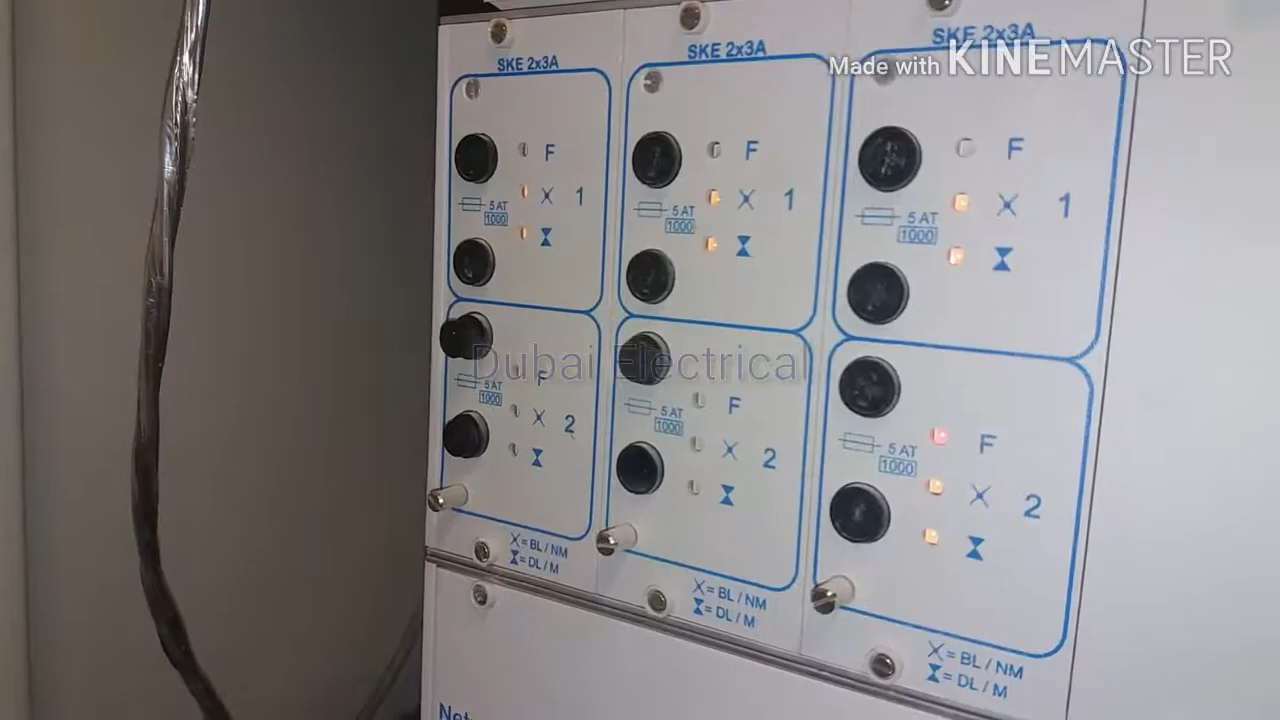 SKE 2x3A
F
1
5 AT
1000
F
5 AT
1000
2
= BL / NM
= DL / M
SKE 2x3A
F
1
5 AT
1000
F
5 AT
1000
2
= BL / NM
= DL / M
SKE 2x3A
F
1
5 AT
1000
F
5 AT
1000
2
= BL / NM
= DL / M
Made with KINEMASTER
Dubai Electrical